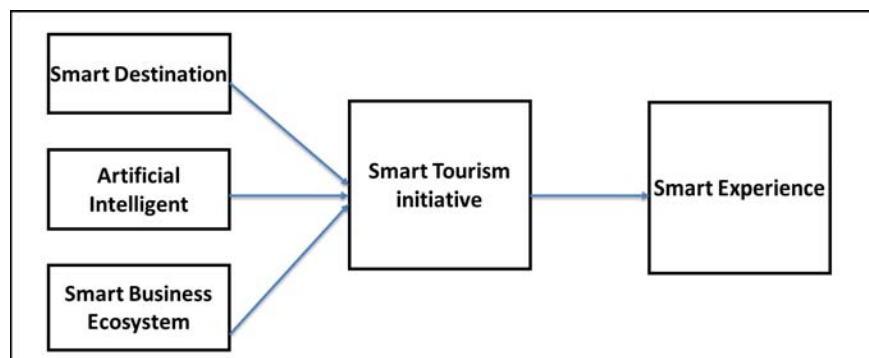 Smart Destination
Artificial
Intelligent
Smart Business
Ecosystem
Smart Tourism
initiative
Smart Experience